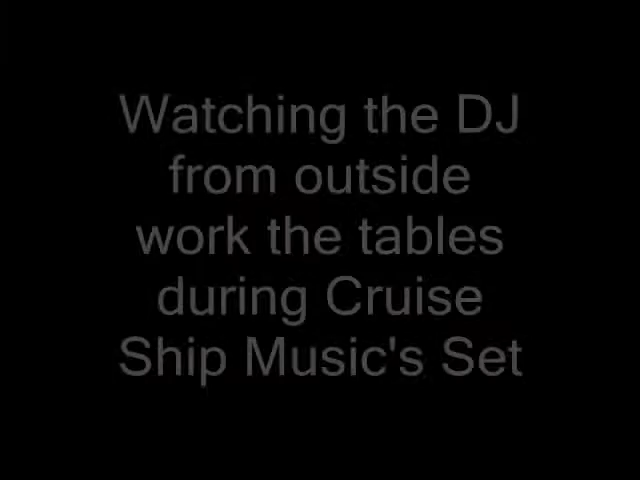 Watching the DJ
from outside
work the tables
during Cruise
Ship Music's Set